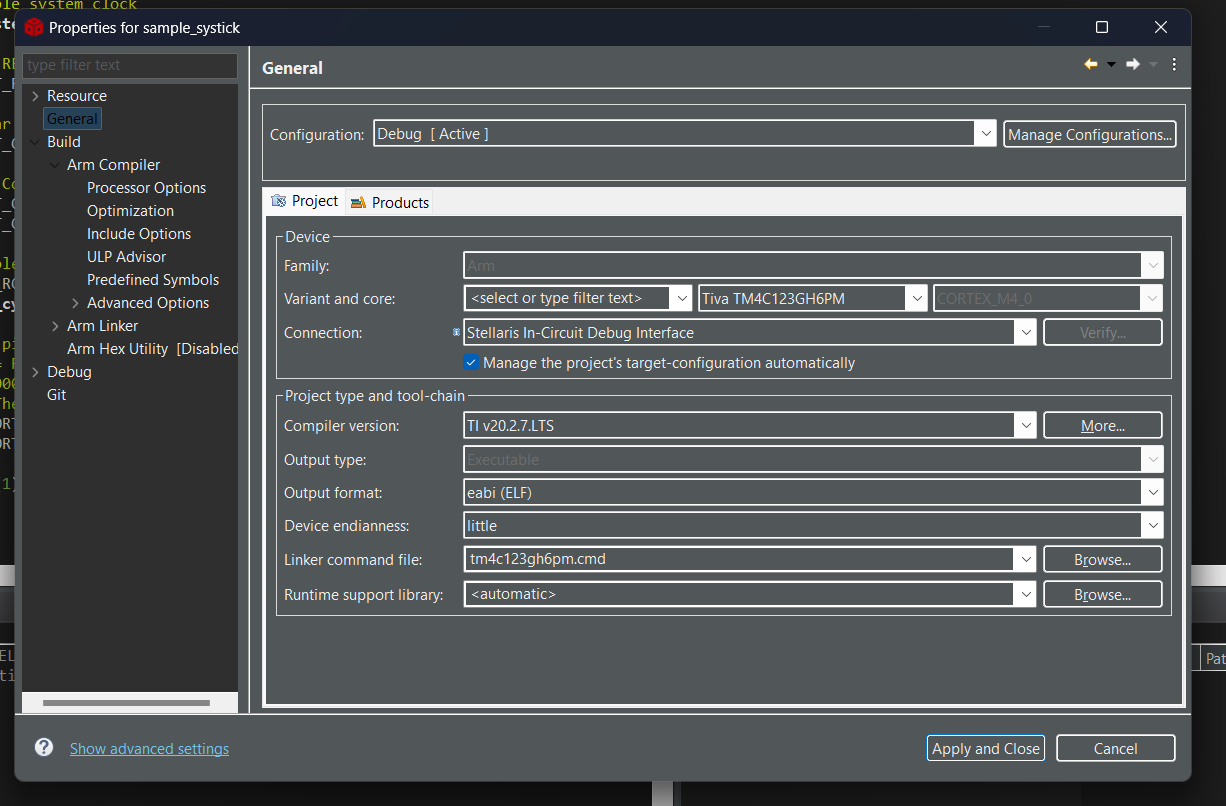 ole system clock
Properties for sample_systick
type filter text
General
Resource
General
Build
Arm Compiler
Processor Options
Optimization
Include Options
ULP Advisor
Predefined Symbols
Advanced Options
Arm Linker
Arm Hex Utility [Disabled
Debug
Git
Configuration: Debug [ Active ] Manage Configurations...
Project Products
Device
Family: Arm
Variant and core: <select or type filter text> Tiva TM4C123GH6PM CORTEX_M4_0
Connection: Stellaris In-Circuit Debug Interface Verify...
Manage the project's target-configuration automatically
Project type and tool-chain
Compiler version: TI v20.2.7.LTS More...
Output type: Executable
Output format: eabi (ELF)
Device endianness: little
Linker command file: tm4c123gh6pm.cmd Browse...
Runtime support library: <automatic> Browse...
Pat
Show advanced settings
Apply and Close Cancel